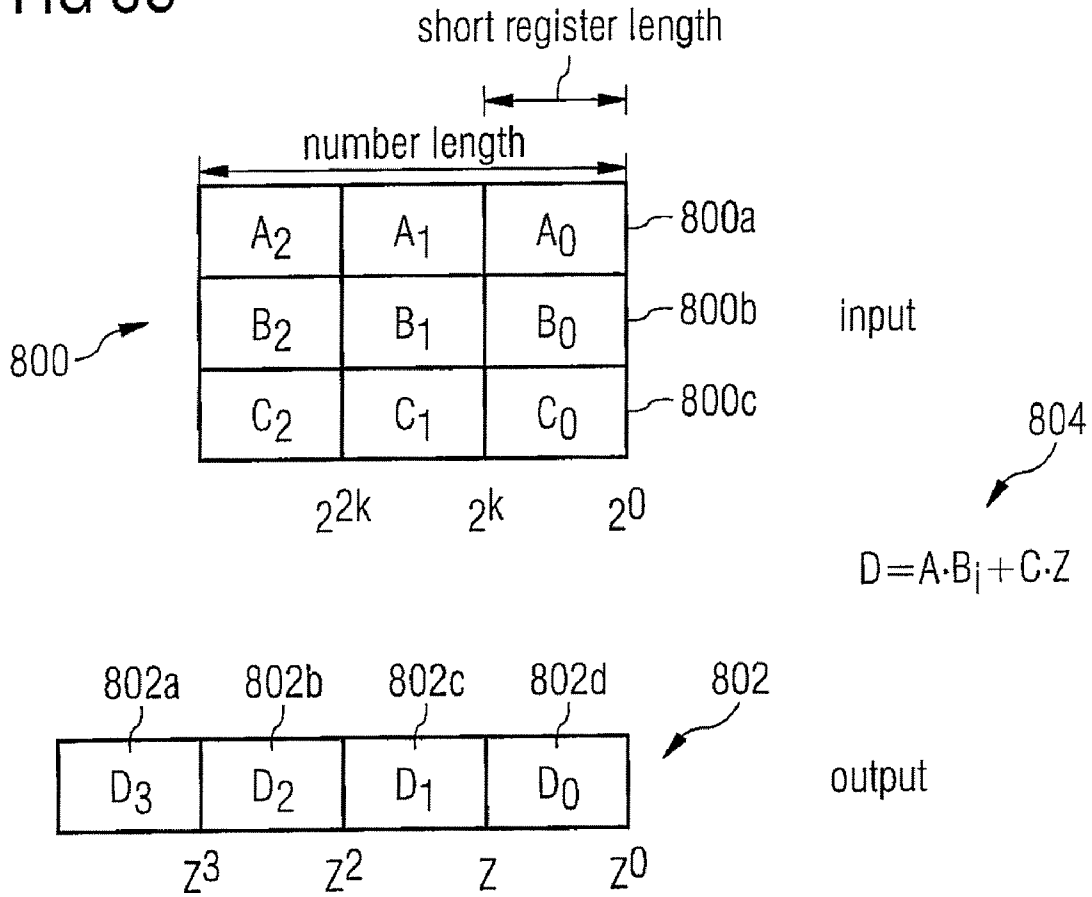 short register length
number length
A2 A1 A0 800a
B2 B1 B0 800b input
800
C2 C1 C0 800c
804
2^2k 2^k 2^0
D=A·Bi+C·Z
802a 802b 802c 802d 802
D3 D2 D1 D0 output
Z^3 Z^2 Z Z^0